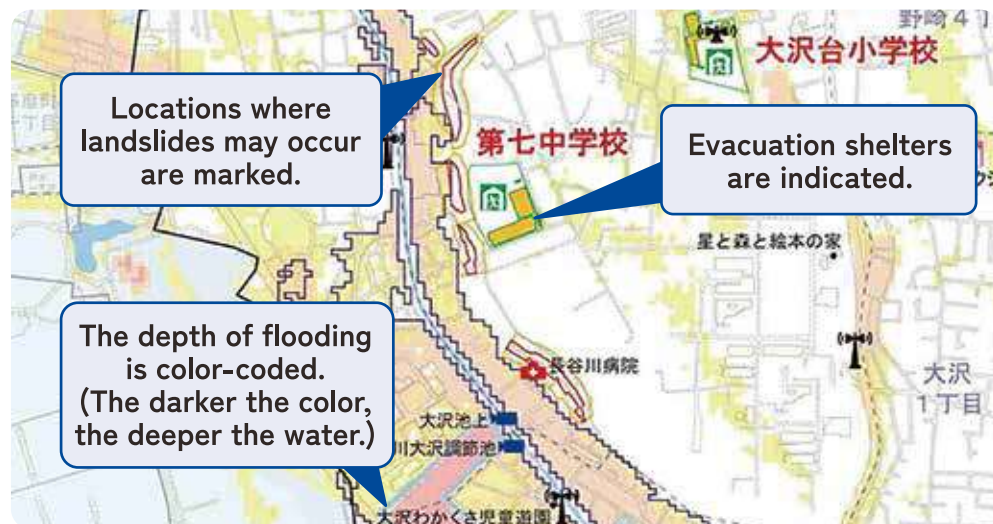 野崎4丁
大沢台小学校
Locations where
landslides may occur
are marked.
第七中学校
Evacuation shelters
are indicated.
星と森と絵本の家
The depth of flooding
is color-coded.
(The darker the color,
the deeper the water.)
長谷川病院
大沢
1丁目
大沢池上
川大沢調節池
大沢わかくさ児童遊園